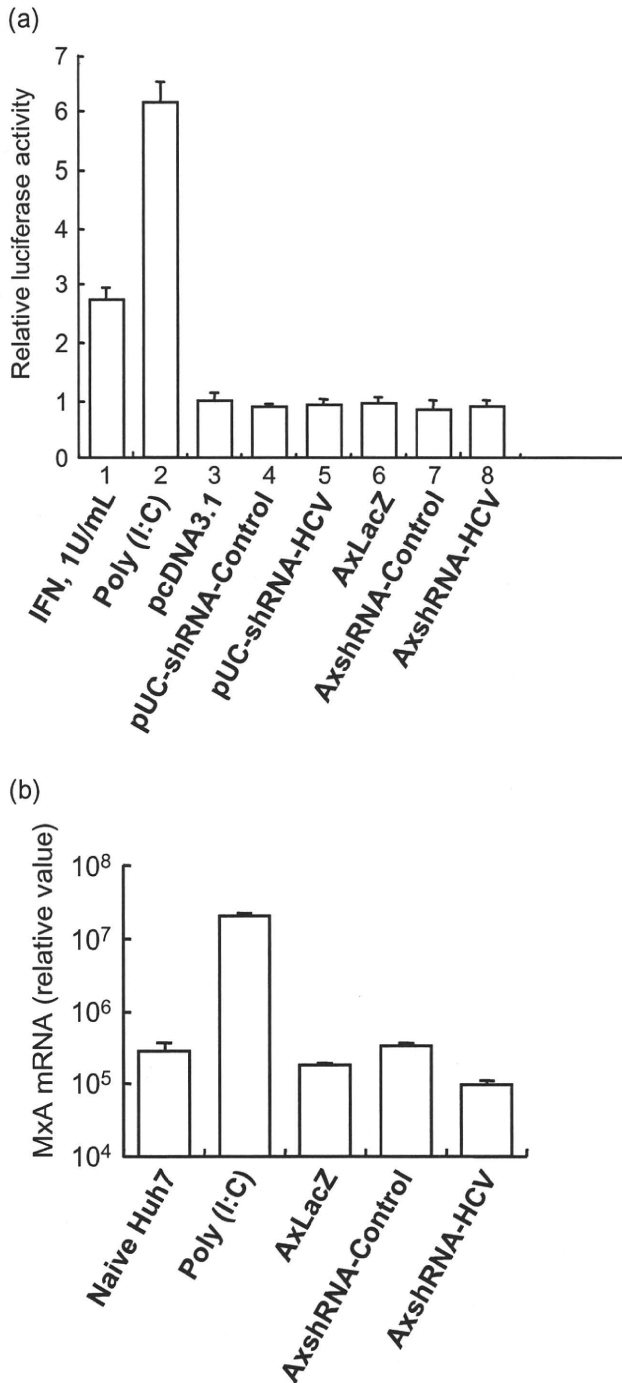 (a)
Relative luciferase activity
7
6
5
4
3
2
1
0
1 2 3 4 5 6 7 8
IFN, 1U/mL
Poly (I:C)
pcDNA3.1
pUC-shRNA-Control
pUC-shRNA-HCV
AxLacZ
AxshRNA-Control
AxshRNA-HCV
(b)
MxA mRNA (relative value)
10⁸
10⁷
10⁶
10⁵
10⁴
Naive Huh7
Poly (I:C)
AxLacZ
AxshRNA-Control
AxshRNA-HCV